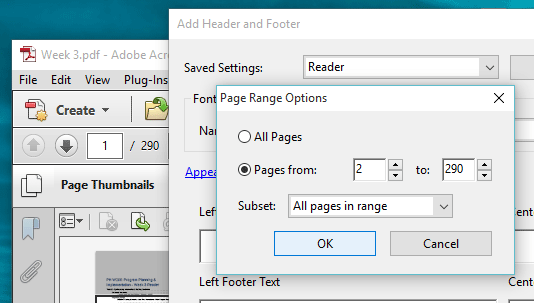 Add Header and Footer
Week 3.pdf - Adobe Acro
File Edit View Plug-Ins
Create
1 / 290
Page Thumbnails
Saved Settings: Reader
Font
Na
Appea
Page Range Options
All Pages
Pages from: 2 to: 290
Subset: All pages in range
OK Cancel
Left
Cente
Left Footer Text
Center